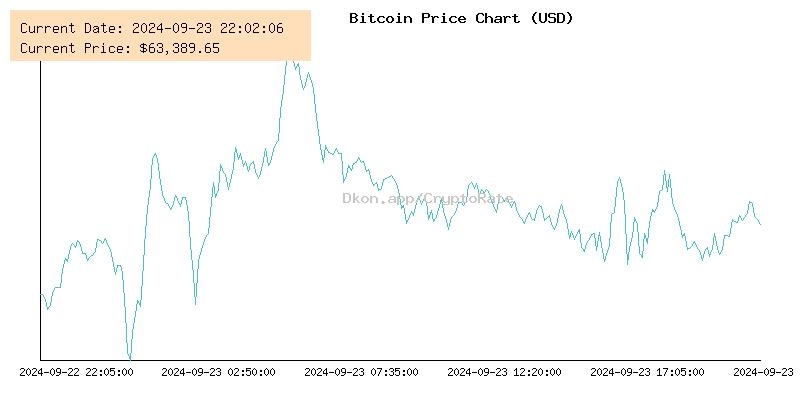 Bitcoin Price Chart (USD)
Current Date: 2024-09-23 22:02:06
Current Price: $63,389.65
Dkon.app/CryptoRate
2024-09-22 22:05:00 2024-09-23 02:50:00 2024-09-23 07:35:00 2024-09-23 12:20:00 2024-09-23 17:05:00 2024-09-23